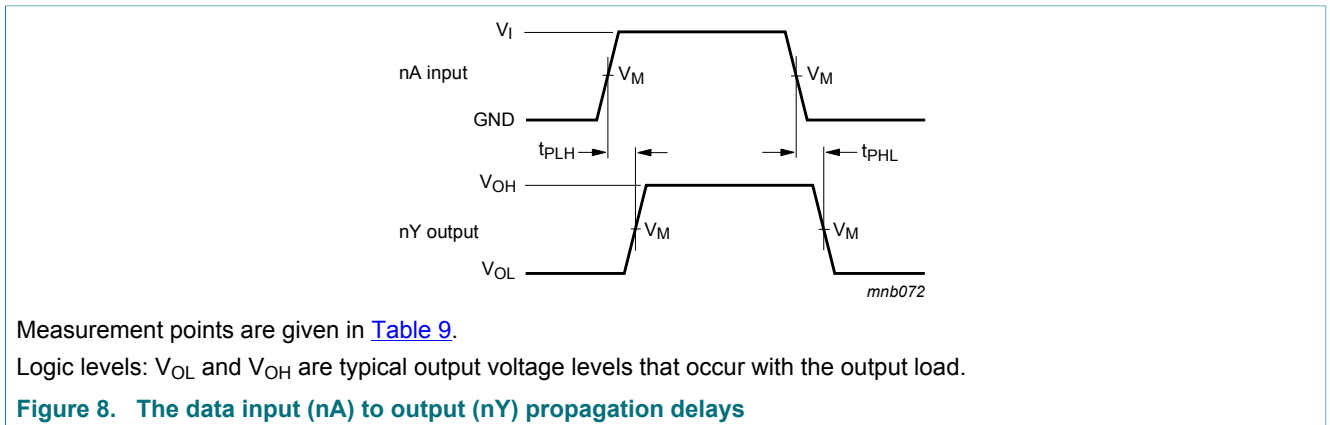 V_I
nA input
V_M
V_M
GND
t_PLH
t_PHL
V_OH
nY output
V_M
V_M
V_OL
mnb072
Measurement points are given in Table 9.
Logic levels: V_OL and V_OH are typical output voltage levels that occur with the output load.
Figure 8. The data input (nA) to output (nY) propagation delays